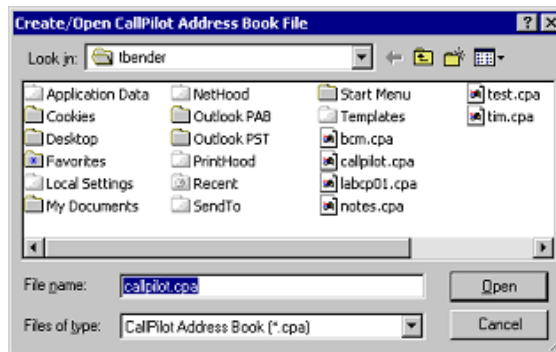 Create/Open CallPilot Address Book File
Look in: tbender
Application Data
Cookies
Desktop
Favorites
Local Settings
My Documents
NetHood
Outlook PAB
Outlook PST
PrintHood
Recent
SendTo
Start Menu
Templates
bcm.cpa
callpilot.cpa
labcp01.cpa
notes.cpa
test.cpa
tim.cpa
File name: callpilot.cpa
Open
Files of type: CallPilot Address Book (*.cpa)
Cancel